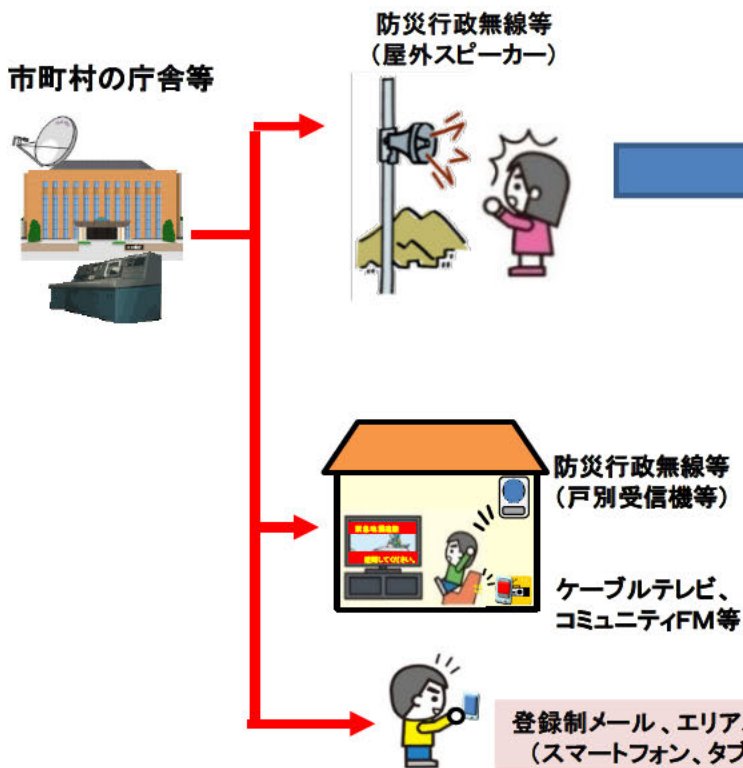 防災行政無線等
（屋外スピーカー）
市町村の庁舎等
防災行政無線等
（戸別受信機等）
ケーブルテレビ、
コミュニティFM等
登録制メール、エリア
（スマートフォン、タブ